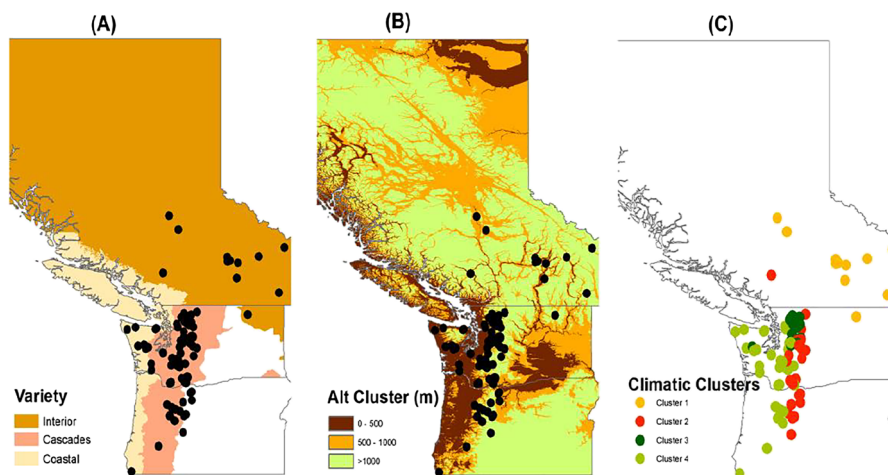 (A)
(B)
(C)
Variety
Interior
Cascades
Coastal
Alt Cluster (m)
0 - 500
500 - 1000
>1000
Climatic Clusters
Cluster 1
Cluster 2
Cluster 3
Cluster 4